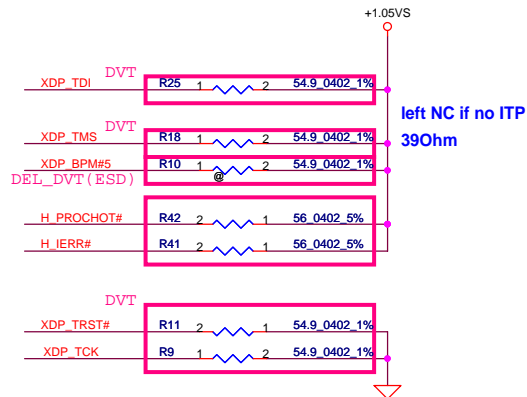 +1.05VS
DVT
XDP_TDI R25 1 2 54.9_0402_1%
left NC if no ITP
DVT
XDP_TMS R18 1 2 54.9_0402_1%
39Ohm
XDP_BPM#5 R10 1 2 54.9_0402_1%
@
DEL_DVT(ESD)
H_PROCHOT# R42 2 1 56_0402_5%
H_IERR# R41 2 1 56_0402_5%
DVT
XDP_TRST# R11 2 1 54.9_0402_1%
XDP_TCK R9 1 2 54.9_0402_1%